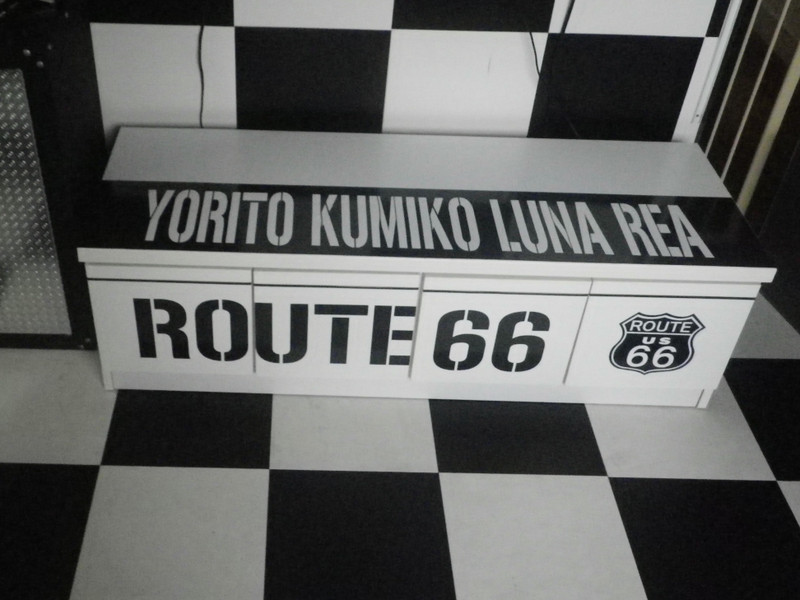 YORITO KUMIKO LUNA REA
ROUTE 66
ROUTE
US
66